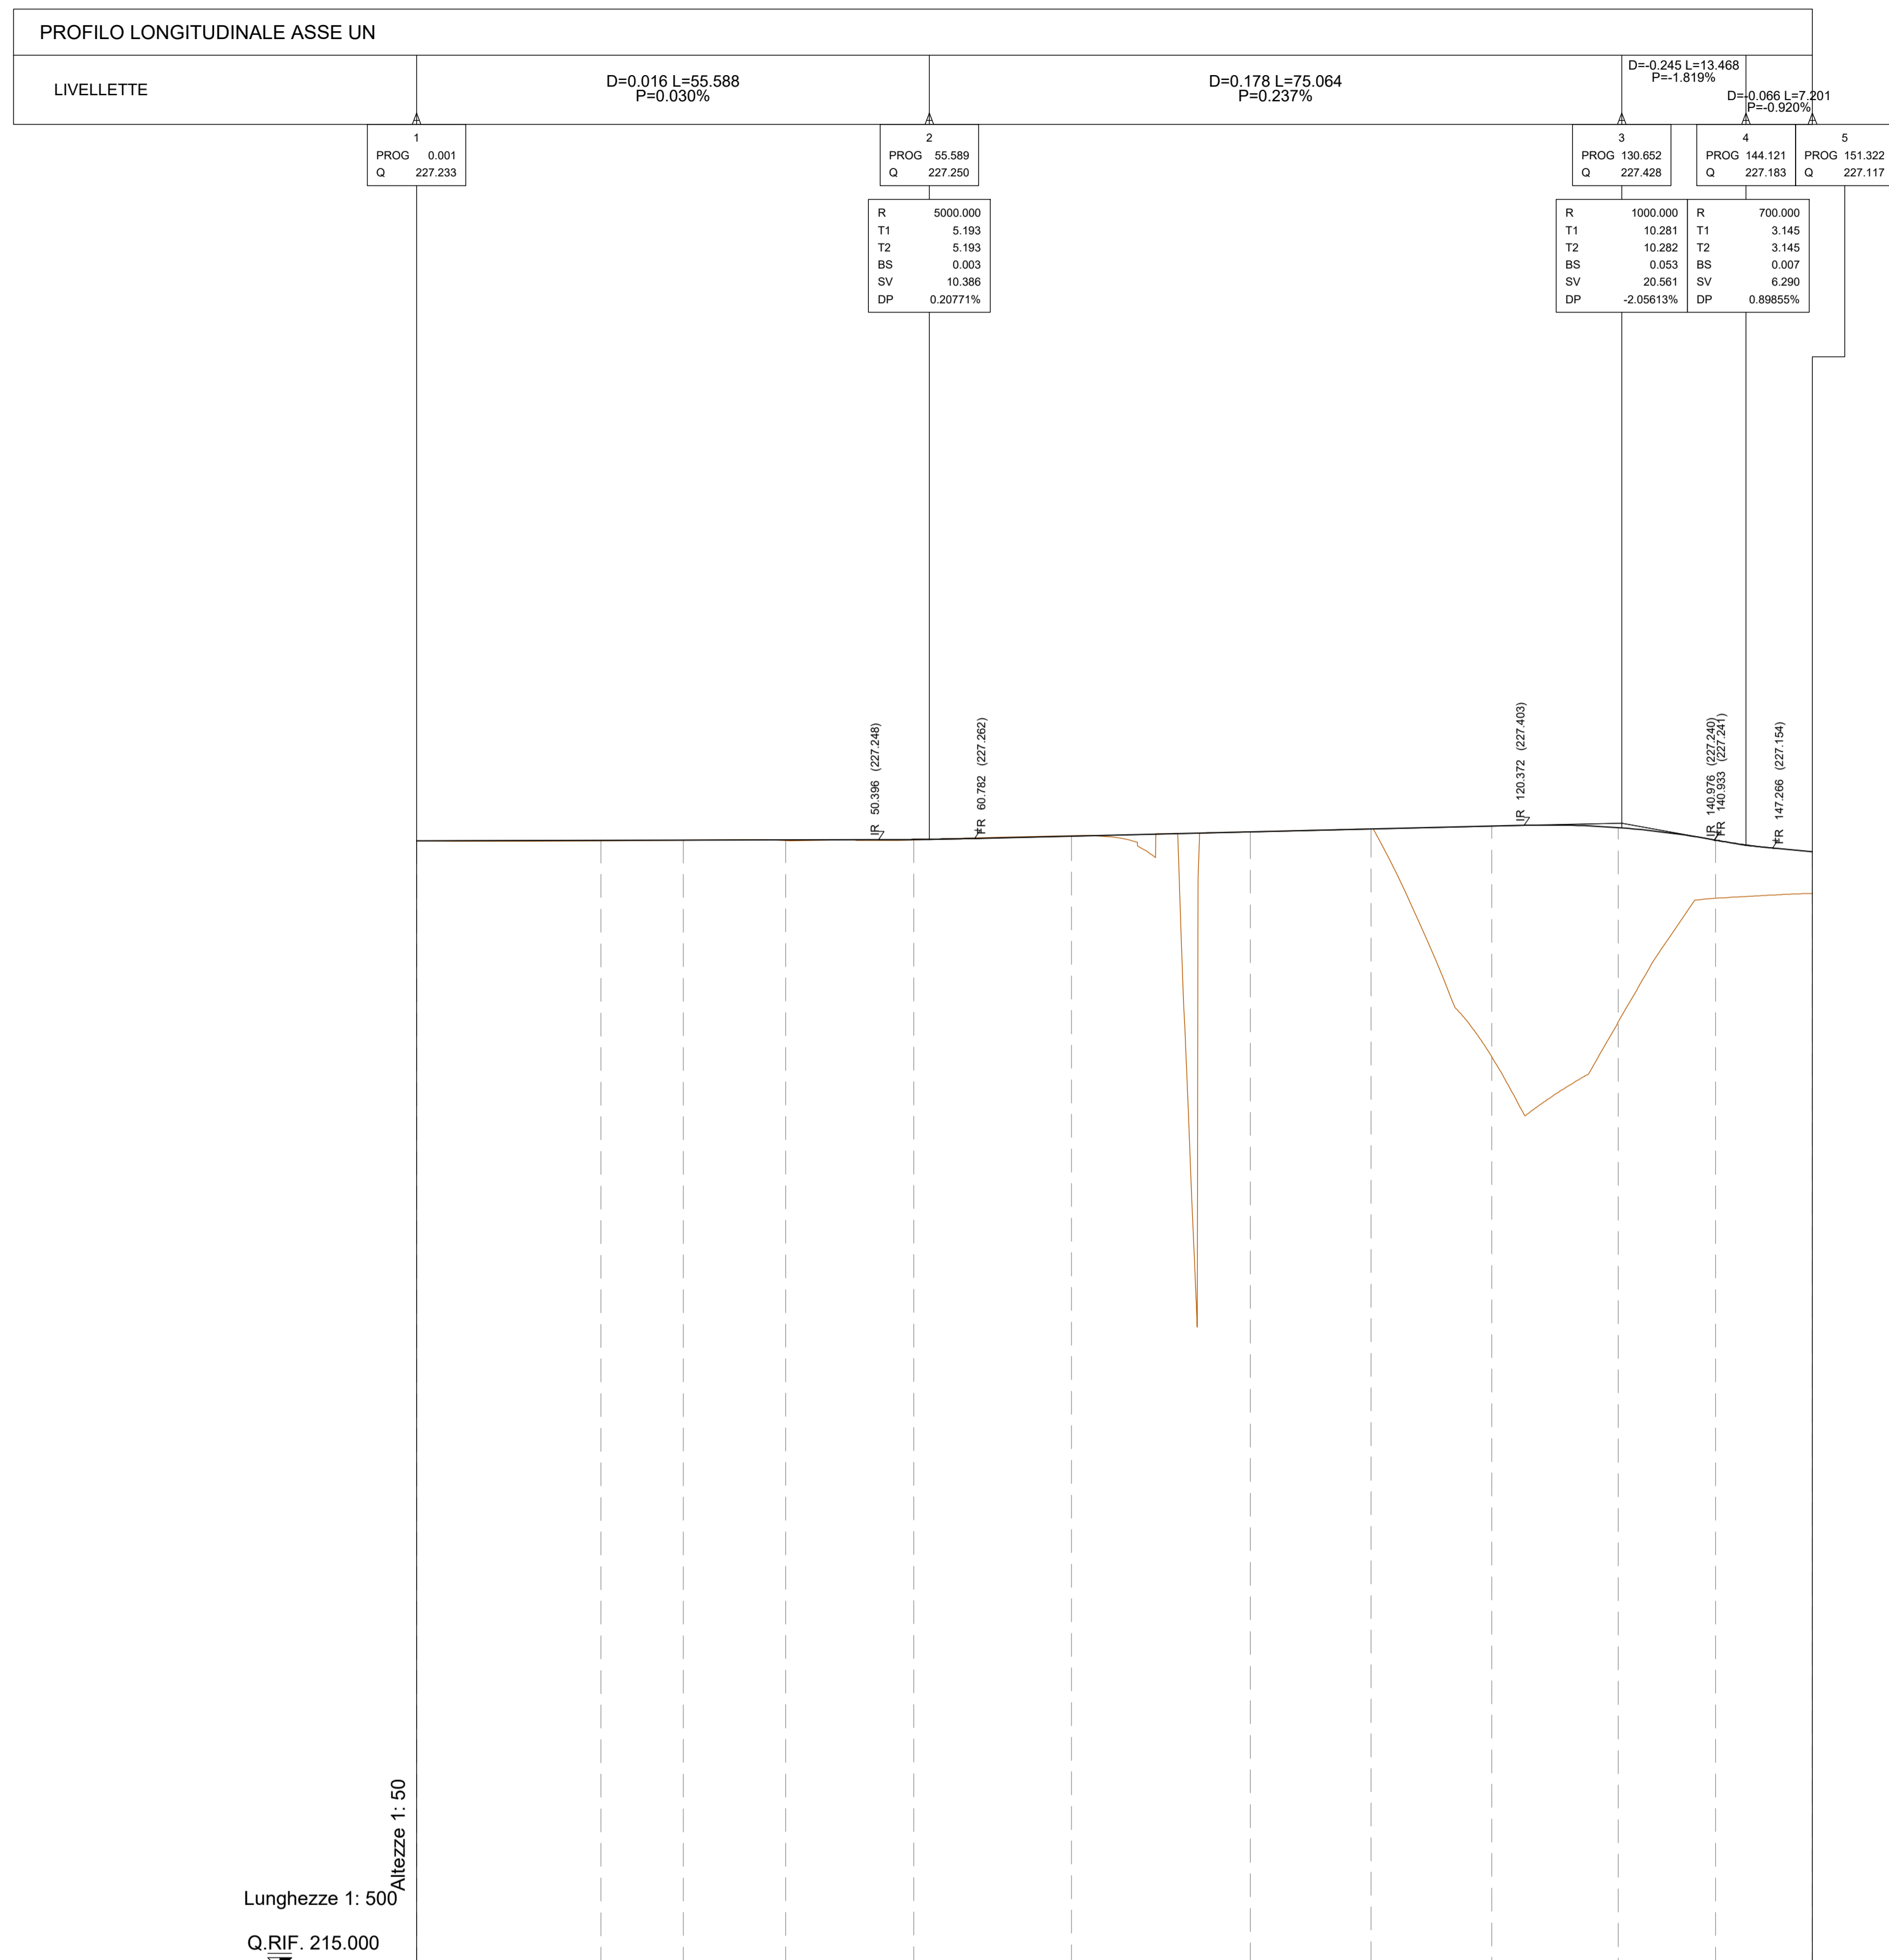 PROFILO LONGITUDINALE ASSE UN
LIVELLETTE
D=0.016 L=55.588
P=0.030%
D=0.178 L=75.064
P=0.237%
D=-0.245 L=13.468
P=-1.819%
D=-0.066 L=7.201
P=-0.920%
1
PROG 0.001
Q 227.233
2
PROG 55.589
Q 227.250
3
PROG 130.652
Q 227.428
4
PROG 144.121
Q 227.183
5
PROG 151.322
Q 227.117
R 5000.000
T1 5.193
T2 5.193
BS 0.003
SV 10.386
DP 0.20771%
R 1000.000
T1 10.281
T2 10.282
BS 0.053
SV 20.561
DP -2.05613%
R 700.000
T1 3.145
T2 3.145
BS 0.007
SV 6.290
DP 0.89855%
IR 50.396 (227.248)
FR 60.782 (227.262)
IR 120.372 (227.403)
IR 140.976 (227.240)
FR 140.933 (227.241)
FR 147.266 (227.154)
Altezze 1: 50
Lunghezze 1: 500
Q.RIF. 215.000